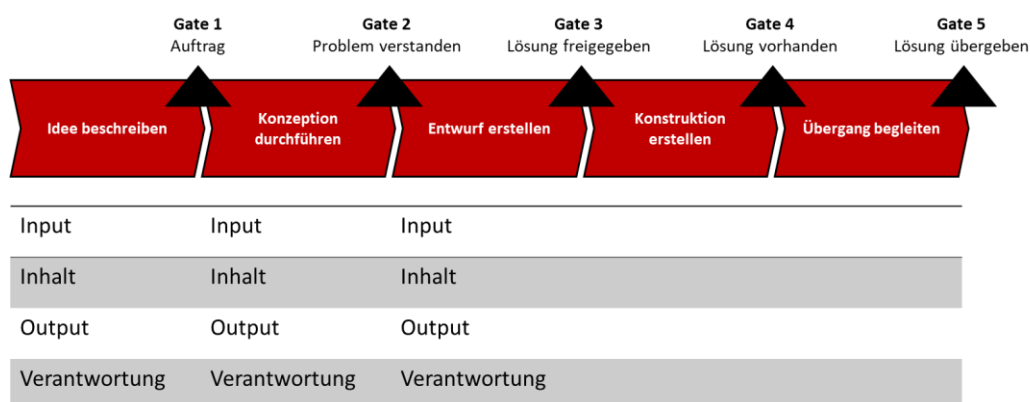 Gate 1 Gate 2 Gate 3 Gate 4 Gate 5
Auftrag Problem verstanden Lösung freigegeben Lösung vorhanden Lösung übergeben
Idee beschreiben
Konzeption
durchführen
Entwurf erstellen
Konstruktion
erstellen
Übergang begleiten
Input Input Input
Inhalt Inhalt Inhalt
Output Output Output
Verantwortung Verantwortung Verantwortung